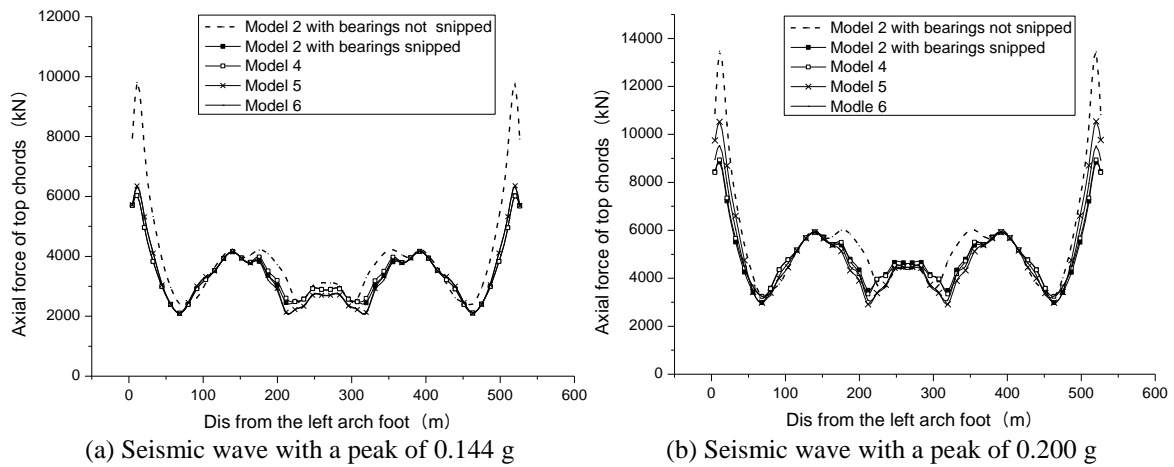 Model 2 with bearings not snipped
Model 2 with bearings snipped
Model 4
Model 5
Model 6
12000
10000
8000
6000
4000
2000
0
Axial force of top chords (kN)
0 100 200 300 400 500 600
Dis from the left arch foot (m)
(a) Seismic wave with a peak of 0.144 g
Model 2 with bearings not snipped
Model 2 with bearings snipped
Model 4
Model 5
Modle 6
14000
12000
10000
8000
6000
4000
2000
0
Axial force of top chords (kN)
0 100 200 300 400 500 600
Dis from the left arch foot (m)
(b) Seismic wave with a peak of 0.200 g